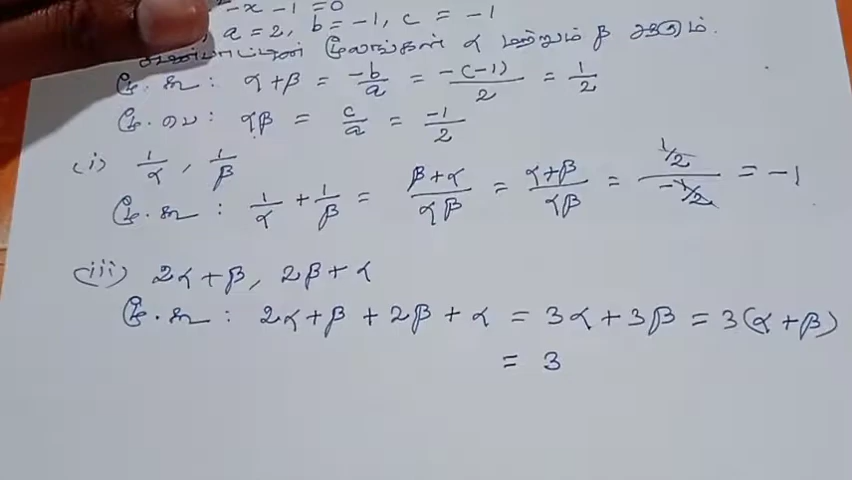 -x-1=0
a=2, b=-1, c=-1
மூலங்கள் α மற்றும் β ஆகும்.
மூ.கூ : α+β = -b/a = -(-1)/2 = 1/2
மூ.பெ : αβ = c/a = -1/2
(i) 1/α, 1/β
மூ.கூ : 1/α + 1/β = (β+α)/αβ = (α+β)/αβ = (1/2)/(-1/2) = -1
(iii) 2α+β, 2β+α
மூ.கூ : 2α+β+2β+α = 3α+3β = 3(α+β)
= 3